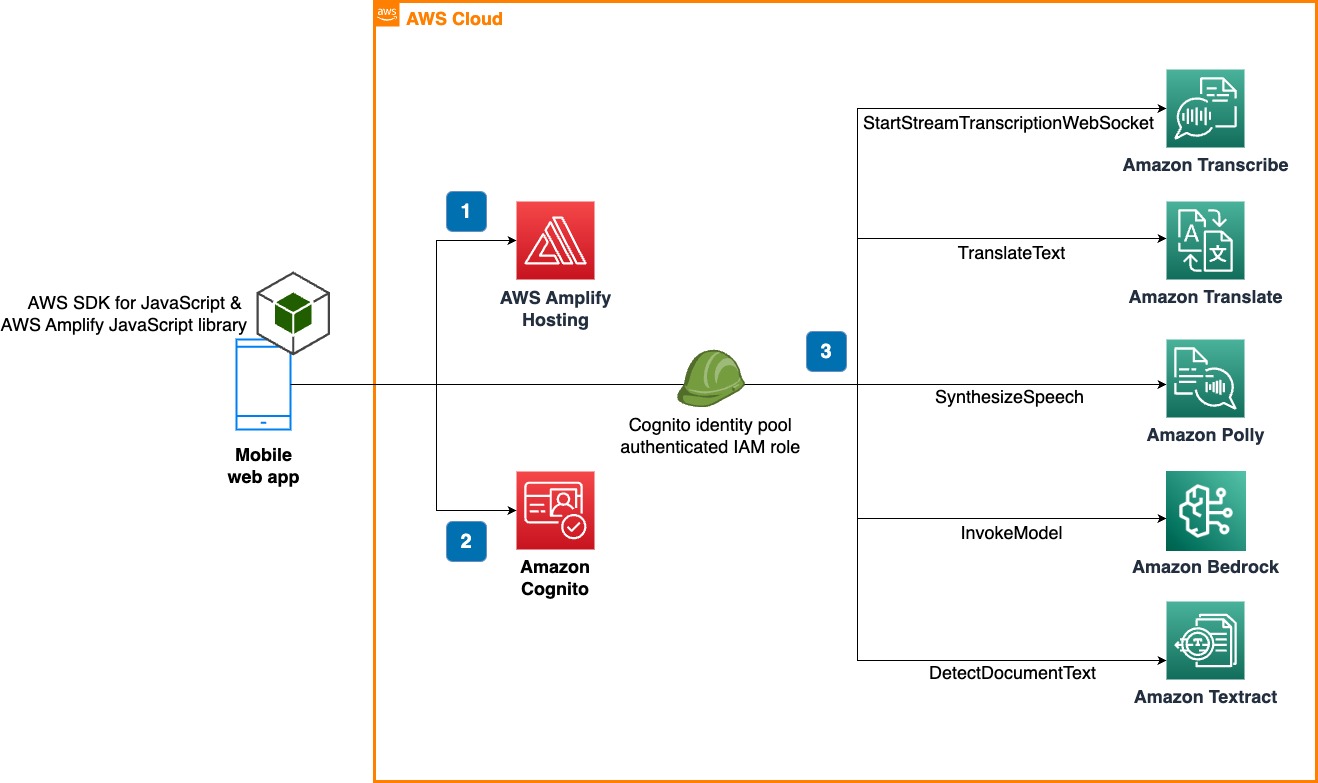 aws
AWS Cloud
StartStreamTranscriptionWebSocket
Amazon Transcribe
1
AWS Amplify
Hosting
TranslateText
A
文
Amazon Translate
AWS SDK for JavaScript &
AWS Amplify JavaScript library
Mobile
web app
Cognito identity pool
authenticated IAM role
3
SynthesizeSpeech
Amazon Polly
2
Amazon
Cognito
InvokeModel
Amazon Bedrock
DetectDocumentText
T
Amazon Textract